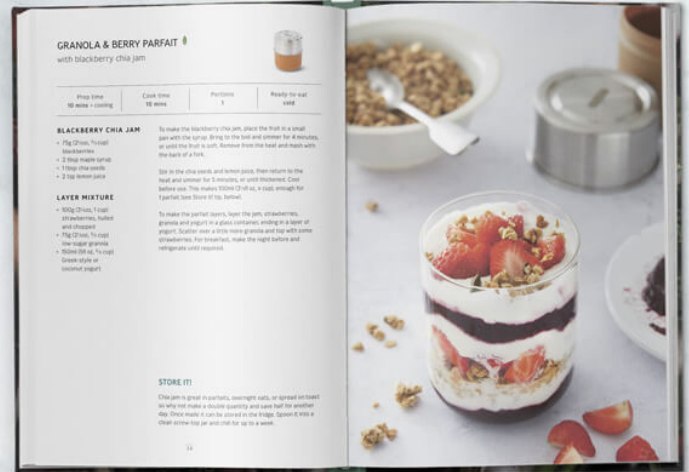 GRANOLA & BERRY PARFAIT
with blackberry chia jam
Prep time
10 mins + cooling
Cook time
10 mins
Portions
1
Ready-to-eat
cold
BLACKBERRY CHIA JAM
• 75g (2½oz, ½ cup)
blackberries
• 2 tbsp maple syrup
• 1 tbsp chia seeds
• 2 tsp lemon juice
LAYER MIXTURE
• 100g (3½oz, 1 cup)
strawberries, hulled
and chopped
• 75g (2½oz, ½ cup)
low sugar granola
• 150ml (5fl oz, ⅔ cup)
Greek-style or
coconut yogurt
To make the blackberry chia jam, place the fruit in a small
pan with the syrup. Bring to the boil and simmer for 4 minutes,
or until the fruit is soft. Remove from the heat and mash with
the back of a fork.
Stir in the chia seeds and lemon juice, then return to the
heat and simmer for 5 minutes, or until thickened. Cool
before use. This makes 100ml enough for
1 parfait (see Store it! tip, below)
To make the parfait layers, layer the jam, strawberries,
granola and yogurt in a glass container, ending in a layer of
yogurt. Scatter over a little more granola and top with some
strawberries. For breakfast, make the night before and
refrigerate until required.
STORE IT!
Chia jam is great in parfaits, overnight oats, or spread on toast
so why not make a double quantity and save half for another
day. Once made it can be stored in the fridge. Spoon it into a
clean screw-top jar and chill for up to a week.